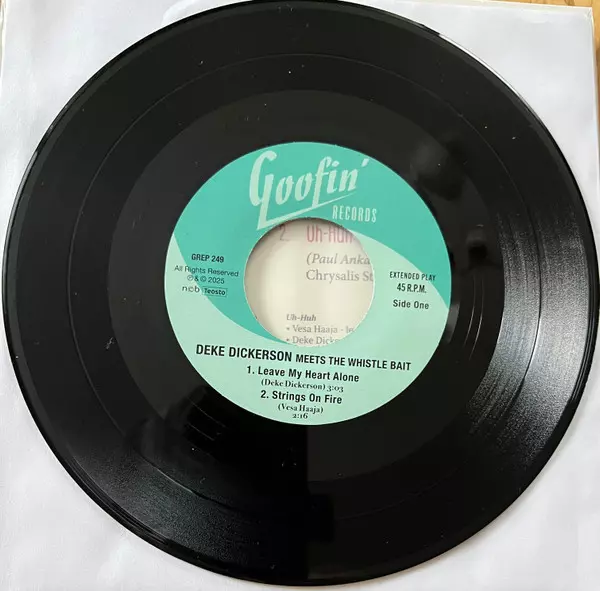 Goofin'
RECORDS
2. Uh-Huh
(Paul Anka
Chrysalis
GREP 249
All Rights Reserved
℗ & © 2025
ncb Teosto
EXTENDED PLAY
45 R.P.M.
Side One
Uh-Huh
• Vesa Haaja -
• Deke
DEKE DICKERSON MEETS THE WHISTLE BAIT
1. Leave My Heart Alone
(Deke Dickerson) 3:03
2. Strings On Fire
(Vesa Haaja)
2:16